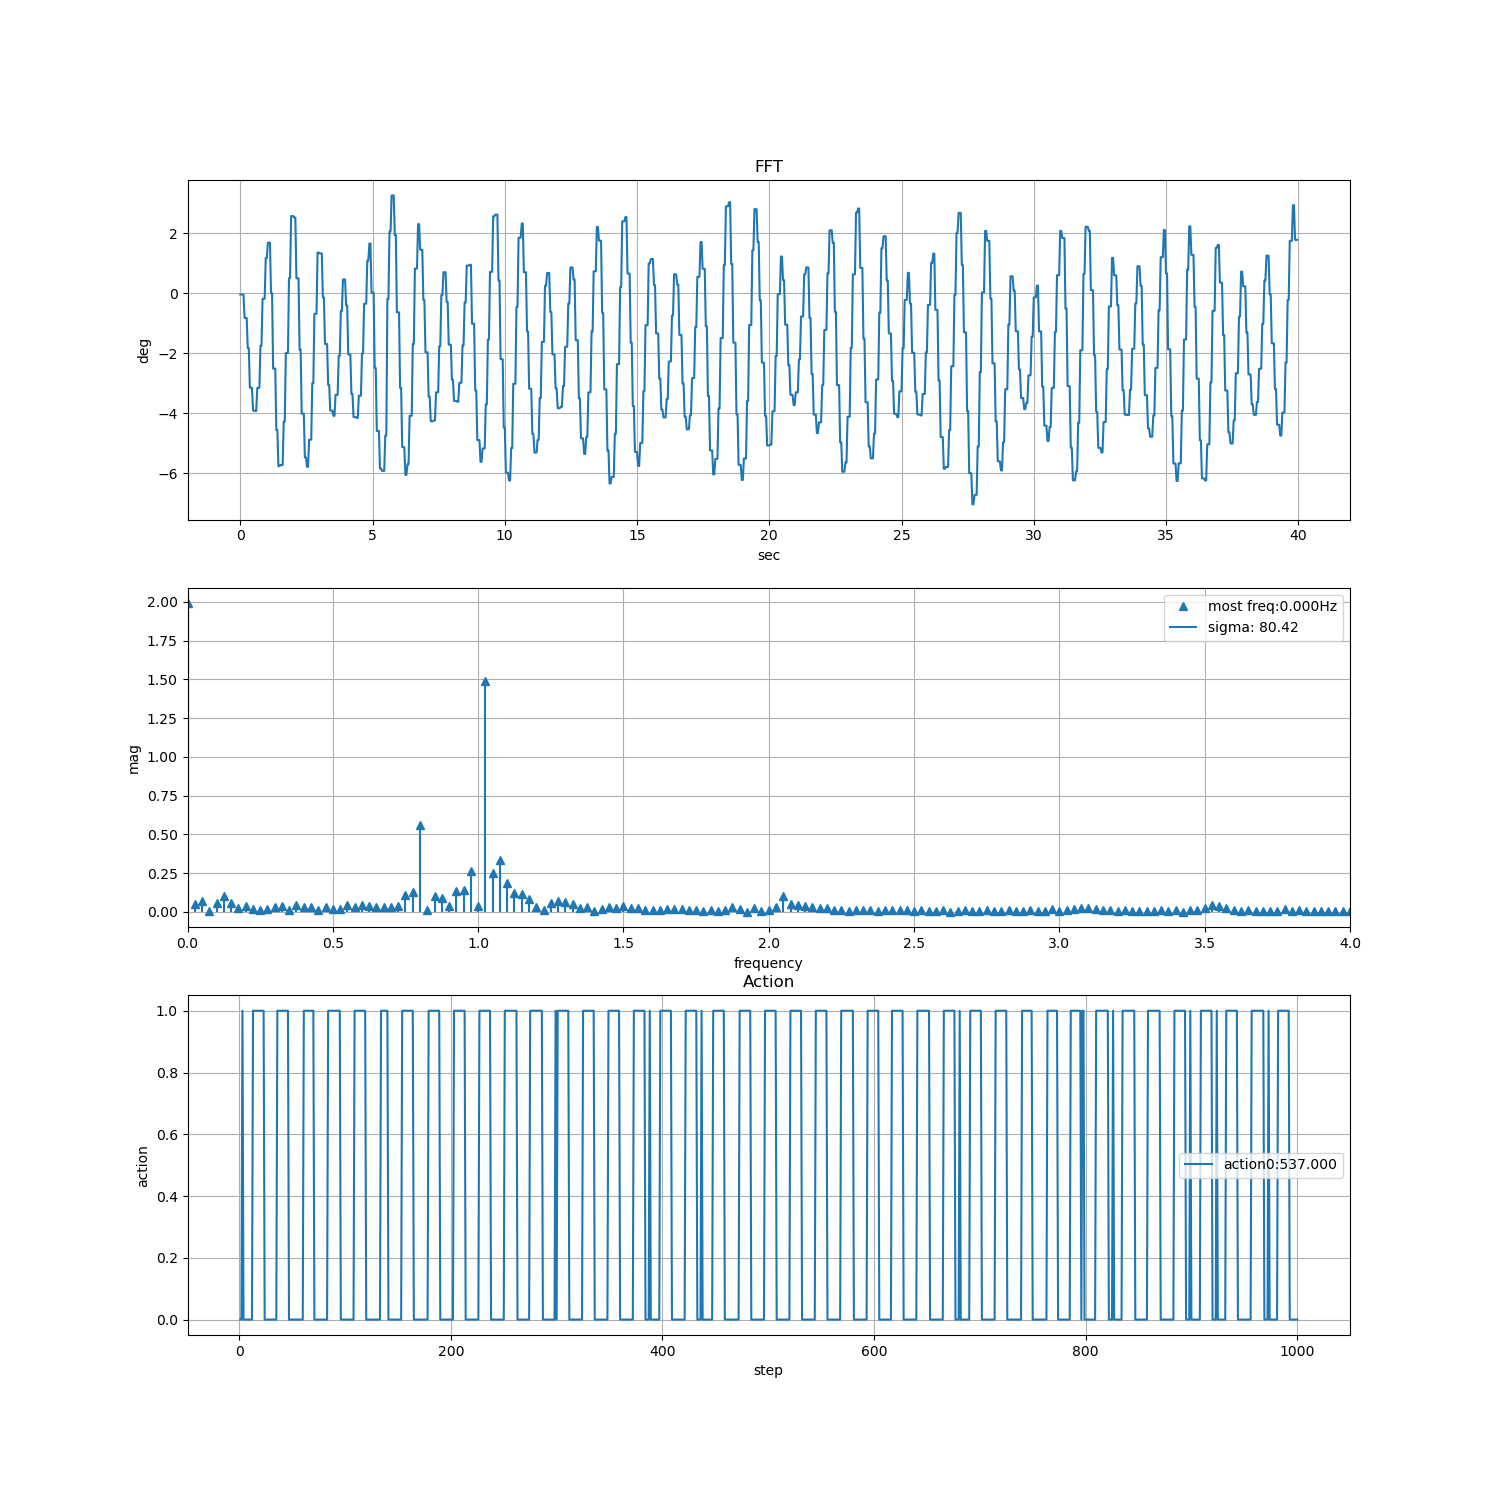 FFT
2
0
−2
−4
−6
deg
0 5 10 15 20 25 30 35 40
sec
2.00
1.75
1.50
1.25
1.00
0.75
0.50
0.25
0.00
mag
most freq:0.000Hz
sigma: 80.42
0.0 0.5 1.0 1.5 2.0 2.5 3.0 3.5 4.0
frequency
Action
1.0
0.8
0.6
0.4
0.2
0.0
action
action0:537.000
0 200 400 600 800 1000
step